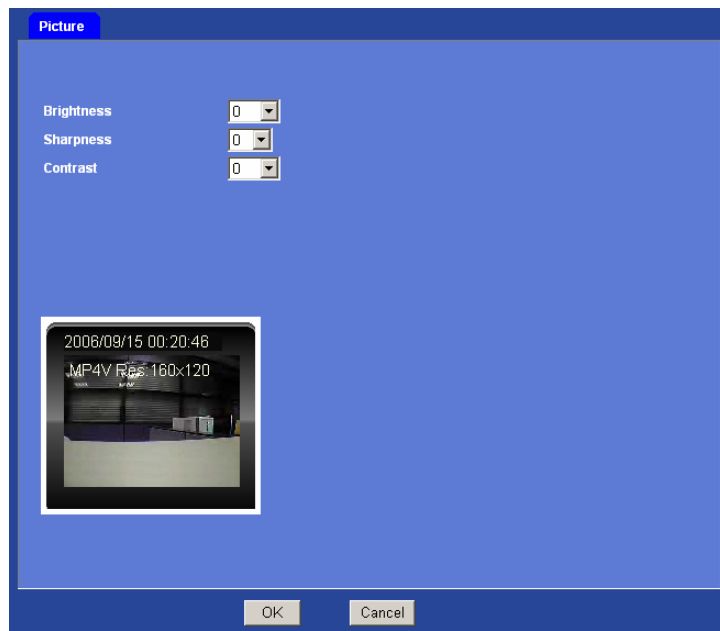 Picture
Brightness 0
Sharpness 0
Contrast 0
2006/09/15 00:20:46
MP4V Res:160x120
OK Cancel